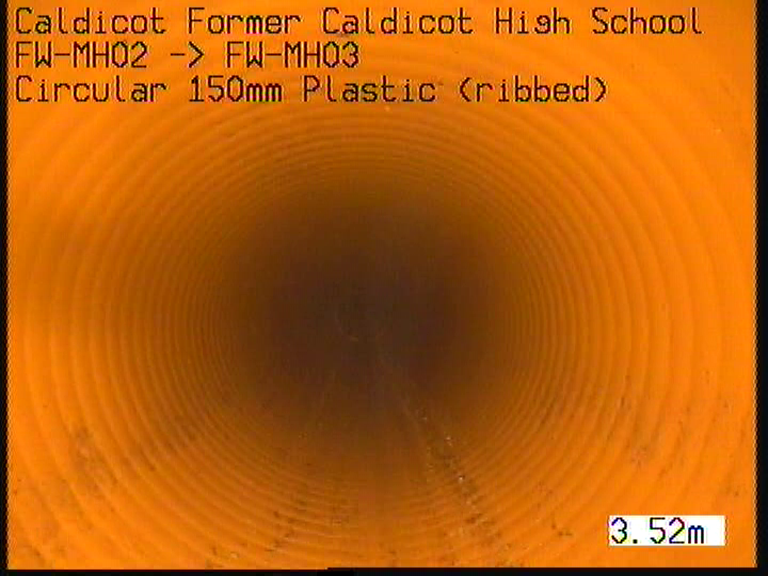 Caldicot Former Caldicot High School
FW-MH02 -> FW-MH03
Circular 150mm Plastic (ribbed)
3.52m